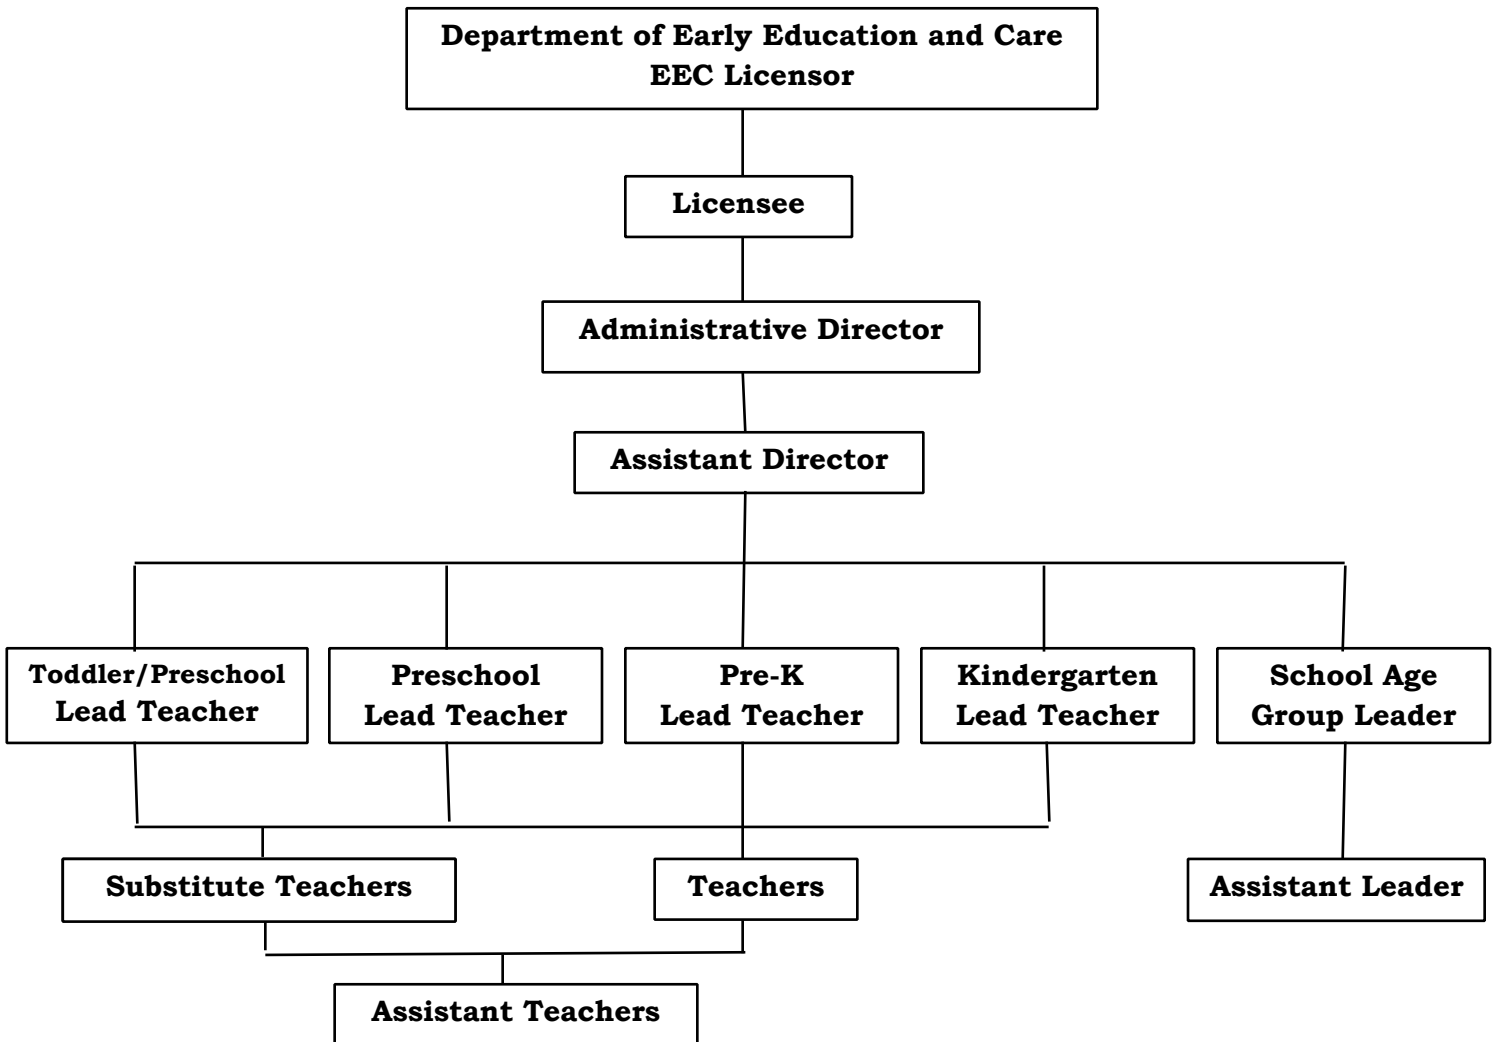 Department of Early Education and Care
EEC Licensor
Licensee
Administrative Director
Assistant Director
Toddler/Preschool
Lead Teacher
Preschool
Lead Teacher
Pre-K
Lead Teacher
Kindergarten
Lead Teacher
School Age
Group Leader
Substitute Teachers
Teachers
Assistant Leader
Assistant Teachers